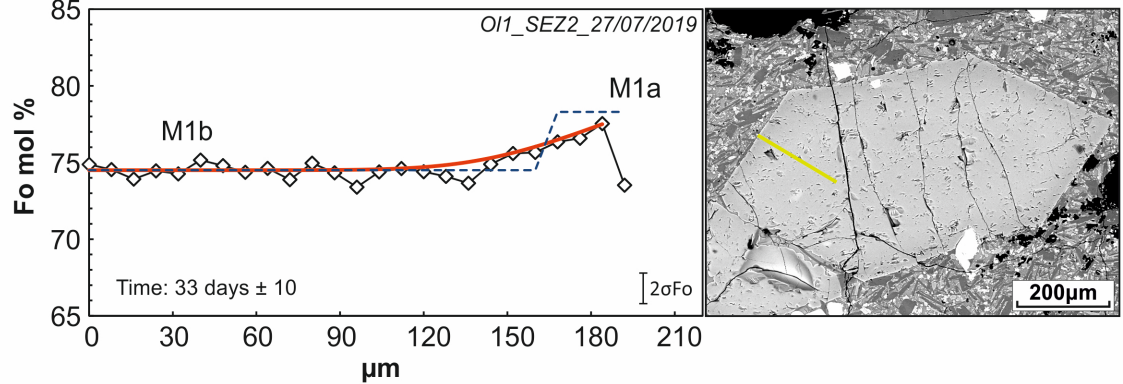 Ol1_SEZ2_27/07/2019
M1a
M1b
Fo mol %
85
80
75
70
65
Time: 33 days ± 10
2σFo
0 30 60 90 120 150 180 210
µm
200µm